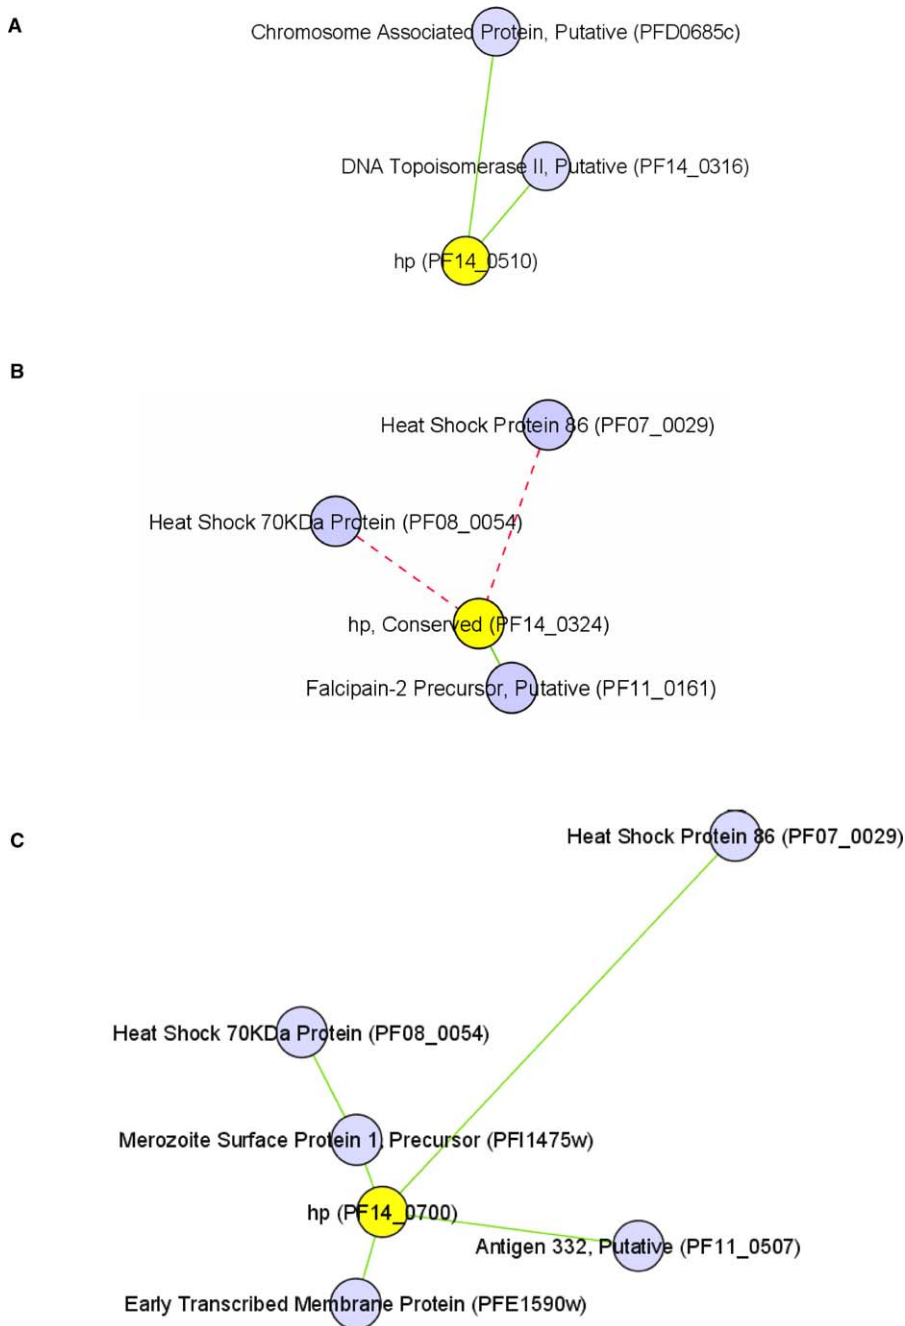 A
Chromosome Associated Protein, Putative (PFD0685c)
DNA Topoisomerase II, Putative (PF14_0316)
hp (PF14_0510)
B
Heat Shock Protein 86 (PF07_0029)
Heat Shock 70KDa Protein (PF08_0054)
hp, Conserved (PF14_0324)
Falcipain-2 Precursor, Putative (PF11_0161)
C
Heat Shock Protein 86 (PF07_0029)
Heat Shock 70KDa Protein (PF08_0054)
Merozoite Surface Protein 1, Precursor (PFI1475w)
hp (PF14_0700)
Antigen 332, Putative (PF11_0507)
Early Transcribed Membrane Protein (PFE1590w)